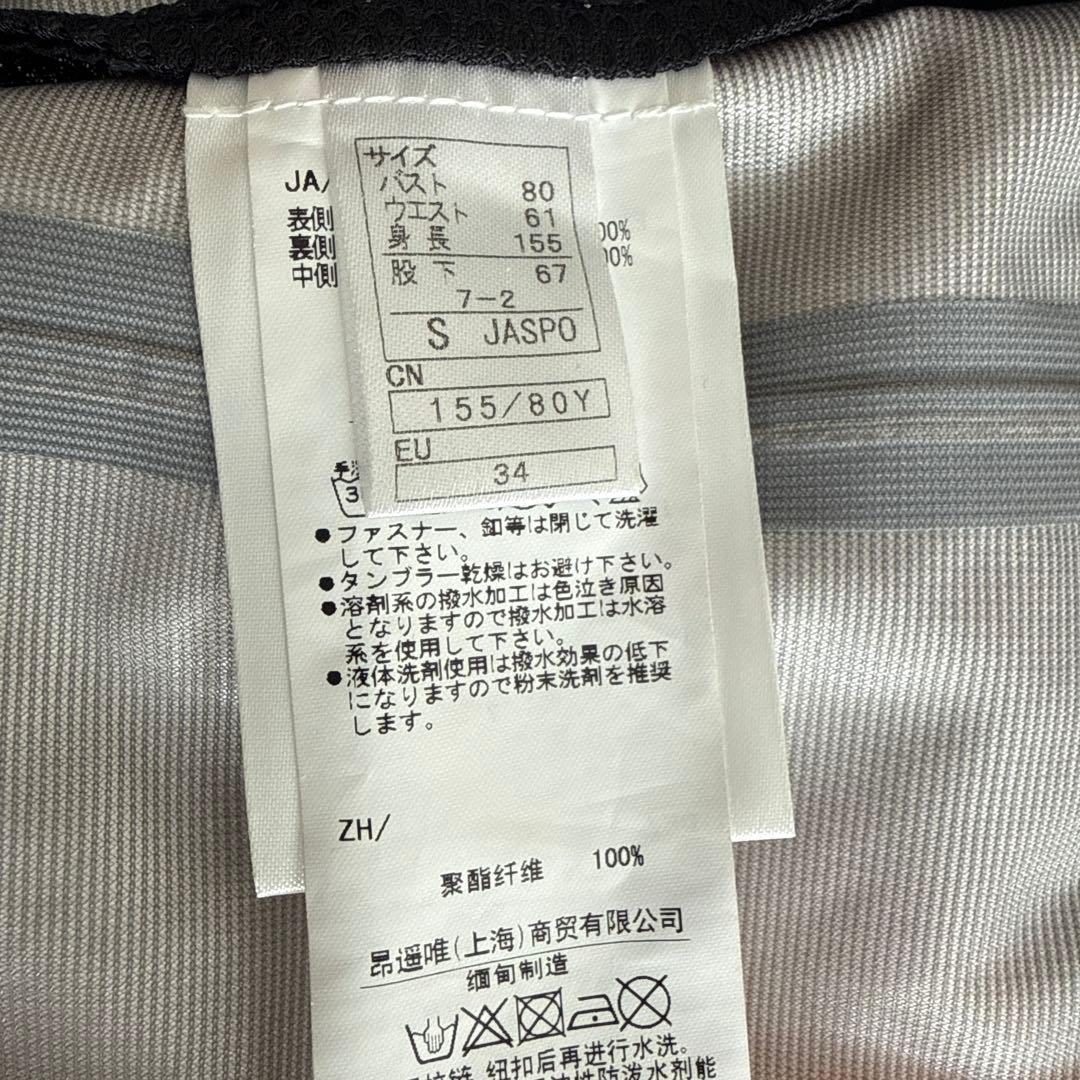 サイズ
バスト 80
ウエスト 61
身長 155
股下 67
7-2
S JASPO
CN
155/80Y
EU
34
JA/
表側
裏側
中側
00%
00%
●ファスナー、釦等は閉じて洗濯
して下さい。
●タンブラー乾燥はお避け下さい。
●溶剤系の撥水加工は色泣き原因
となりますので撥水加工は水溶
系を使用して下さい。
●液体洗剤使用は撥水効果の低下
になりますので粉末洗剤を推奨
します。
ZH/
聚酯纤维 100%
昂遥唯(上海)商贸有限公司
缅甸制造
纽扣后再进行水洗。
防泼水剂能